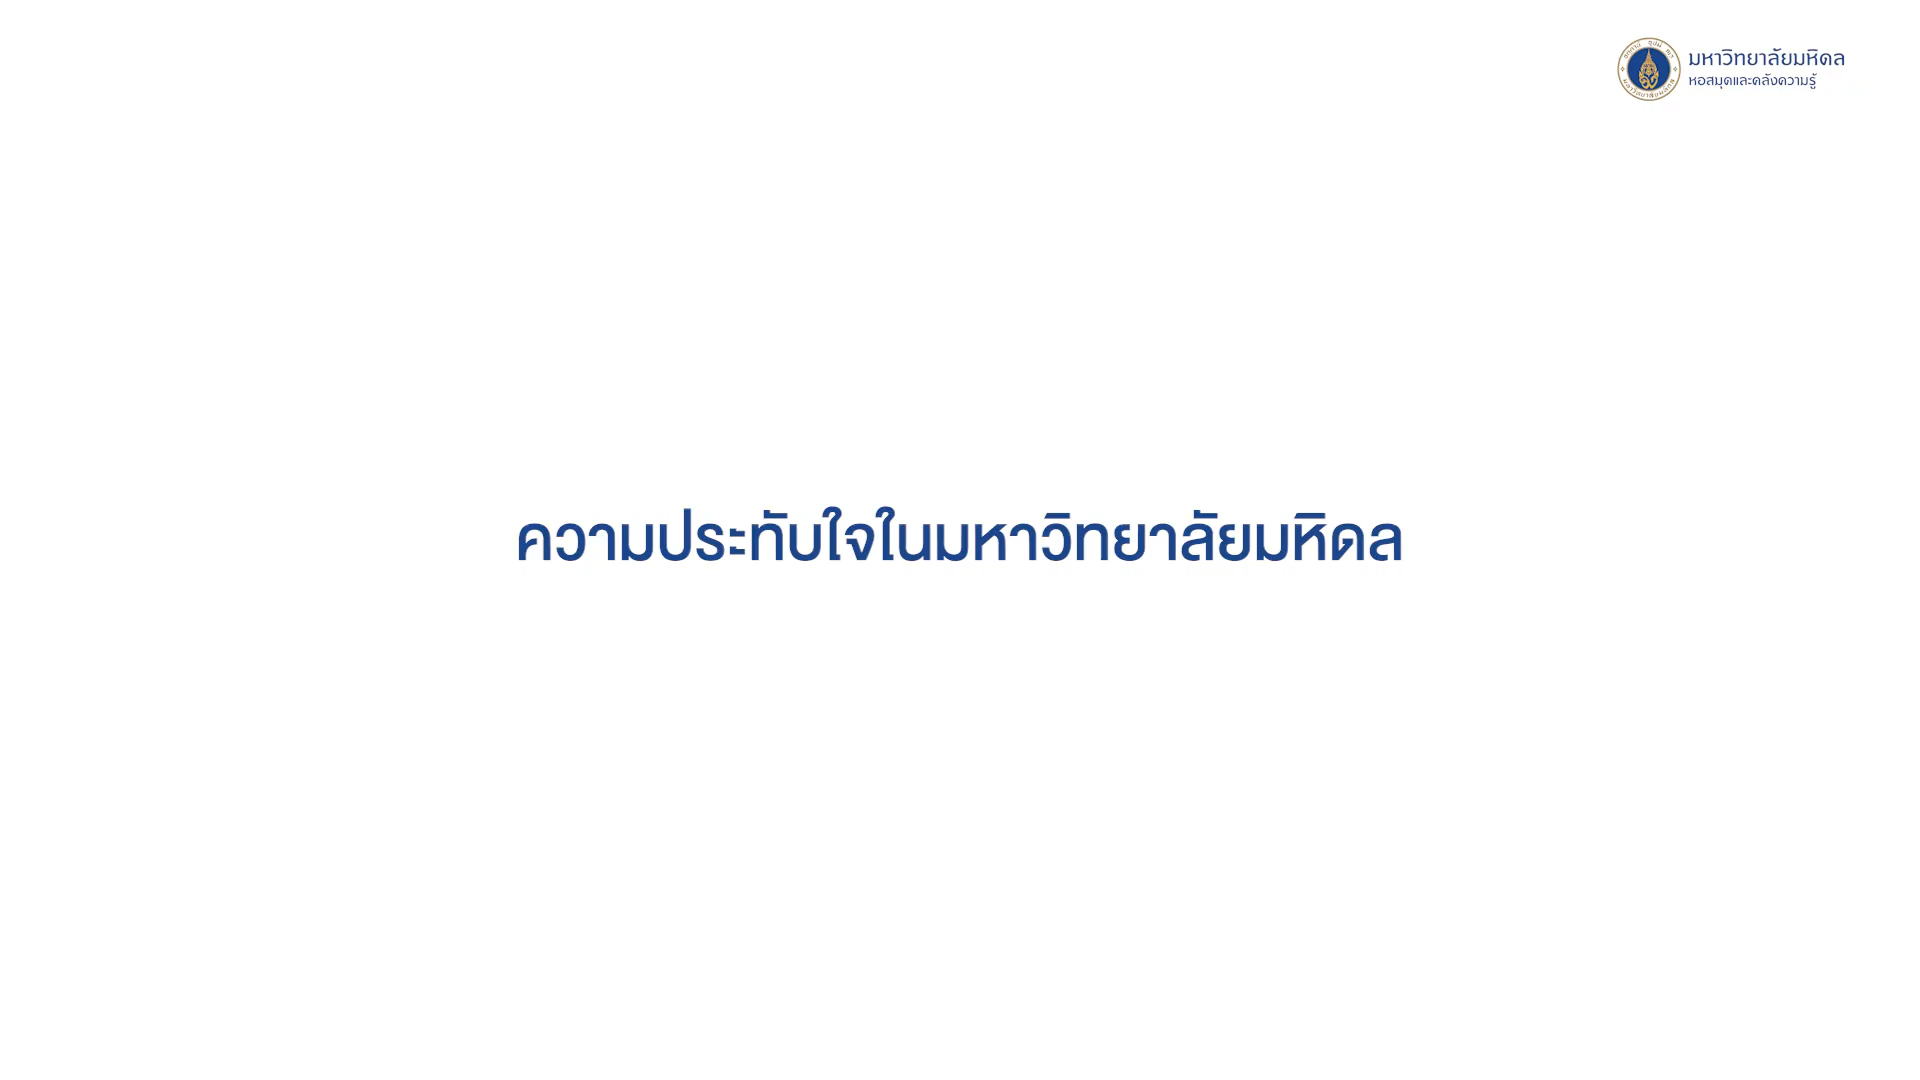 มหาวิทยาลัยมหิดล
หอสมุดและคลังความรู้
ความประทับใจในมหาวิทยาลัยมหิดล